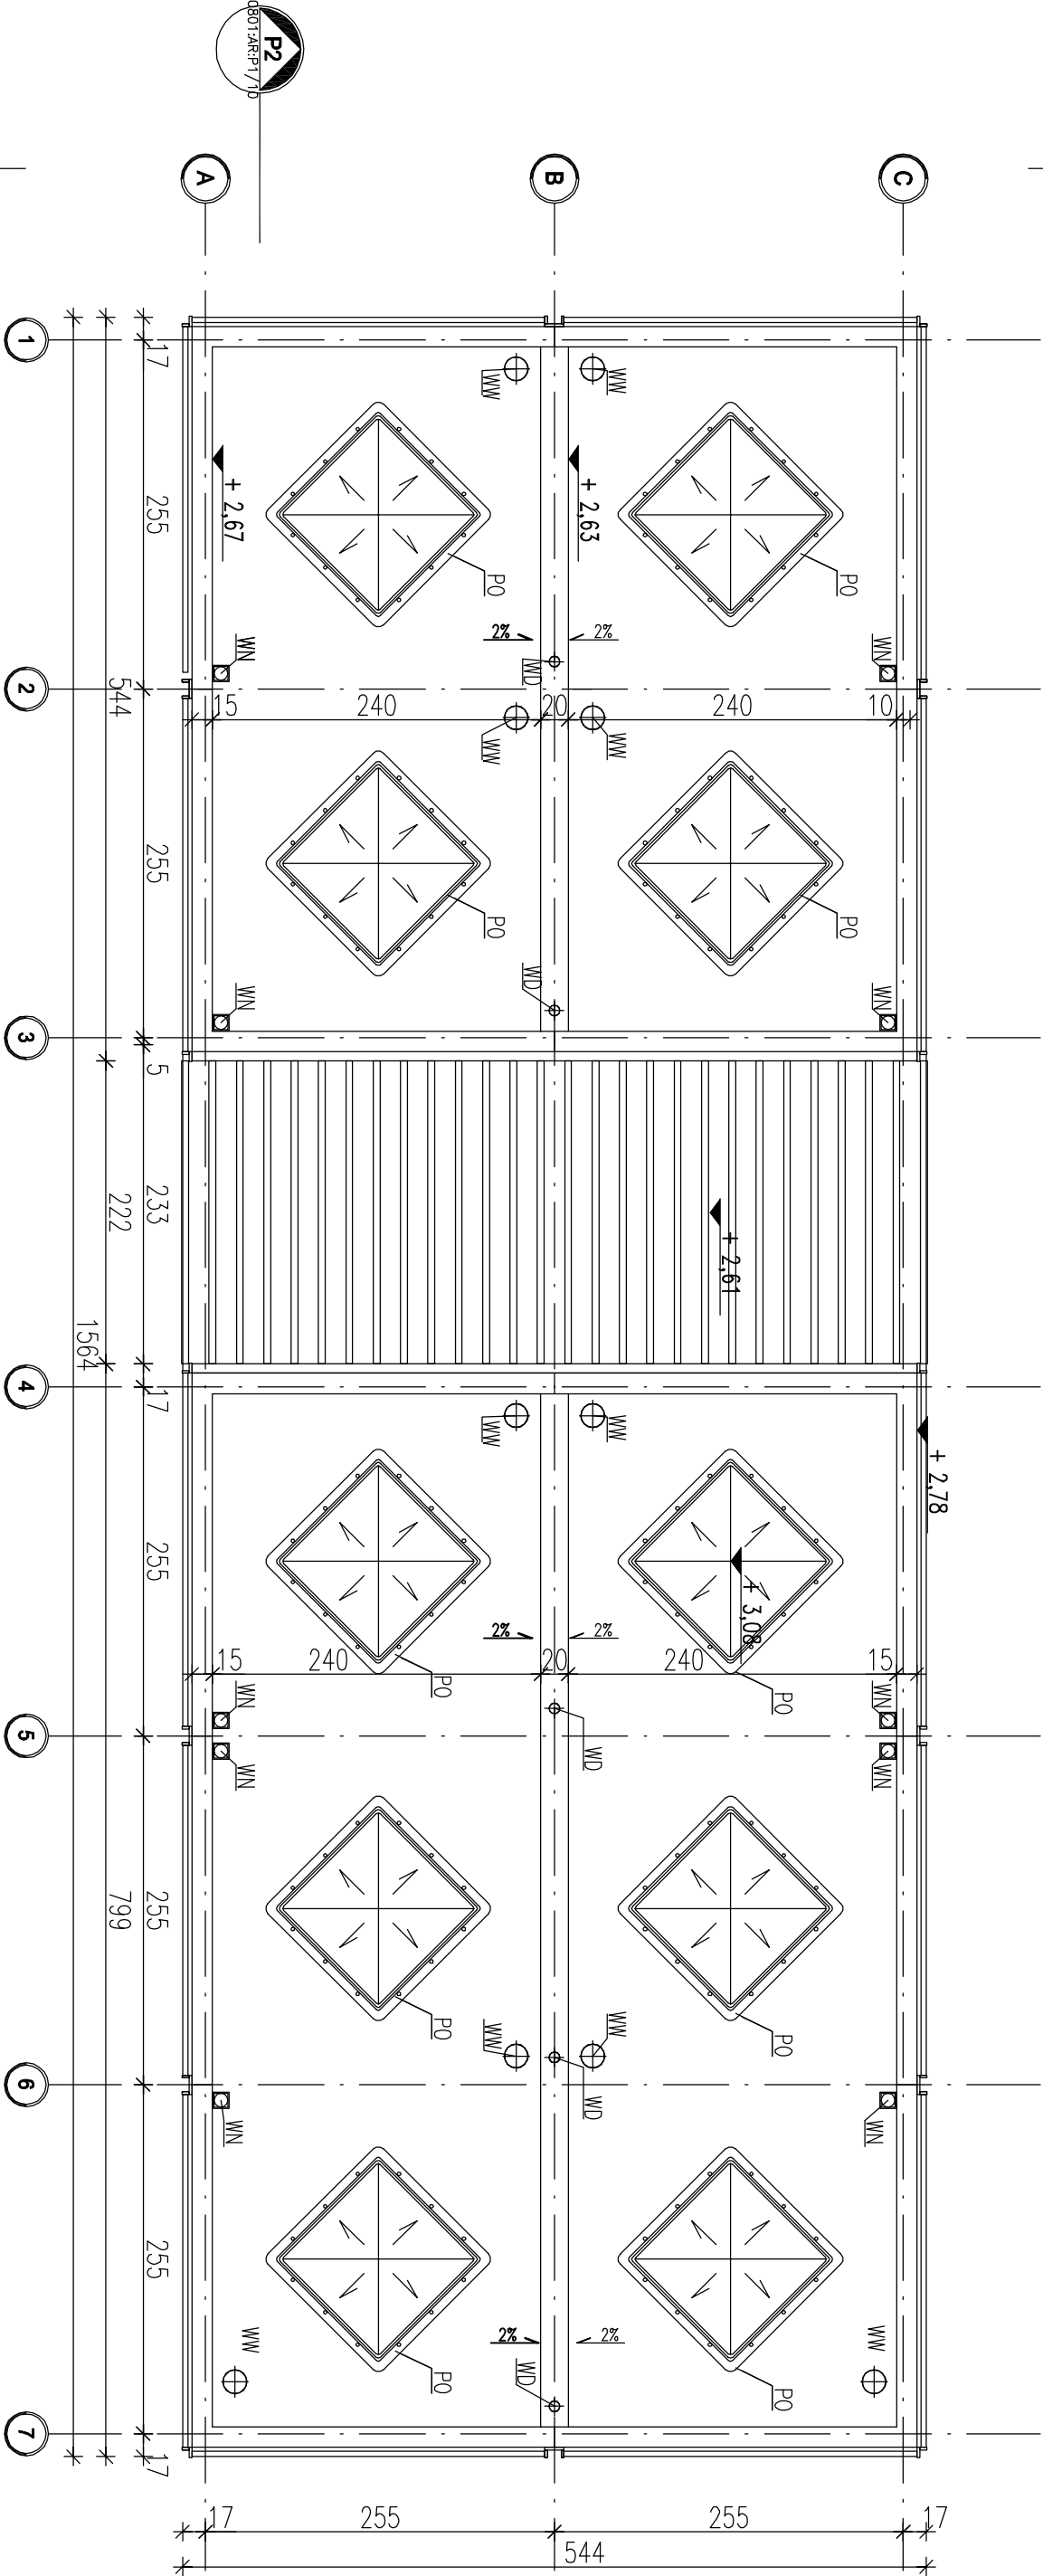 P2
0801:AR:P1/10
A
B
C
1
17
WW
WW
255
+ 2,67
+ 2,63
PO
PO
2%
2%
WN
WD
WN
2
544
15
240
20
240
10
WW
WW
255
PO
PO
WD
WN
WN
3
5
233
222
+ 2,61
1564
4
17
WW
WW
+ 2,78
255
+ 3,08
2%
2%
15
240
20
240
15
PO
PO
WN
WN
5
WD
WN
WN
255
799
PO
PO
WW
WW
6
WD
WN
WN
255
2%
2%
WW
WW
PO
WD
PO
7
17
17
255
255
17
544